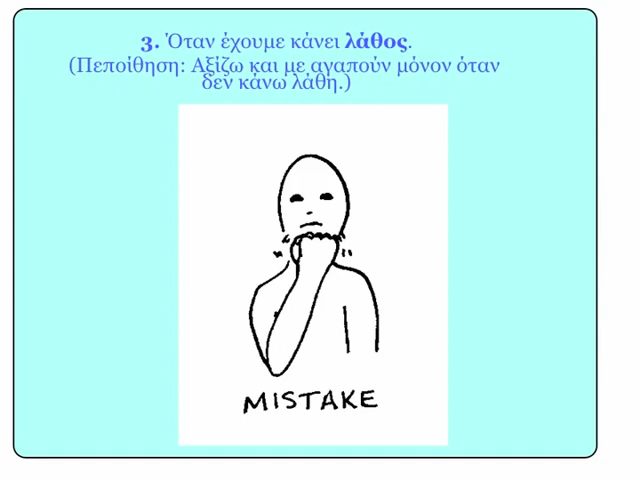 3. Όταν έχουμε κάνει λάθος.
(Πεποίθηση: Αξίζω και με αγαπούν μόνον όταν
δεν κάνω λάθη.)
MISTAKE